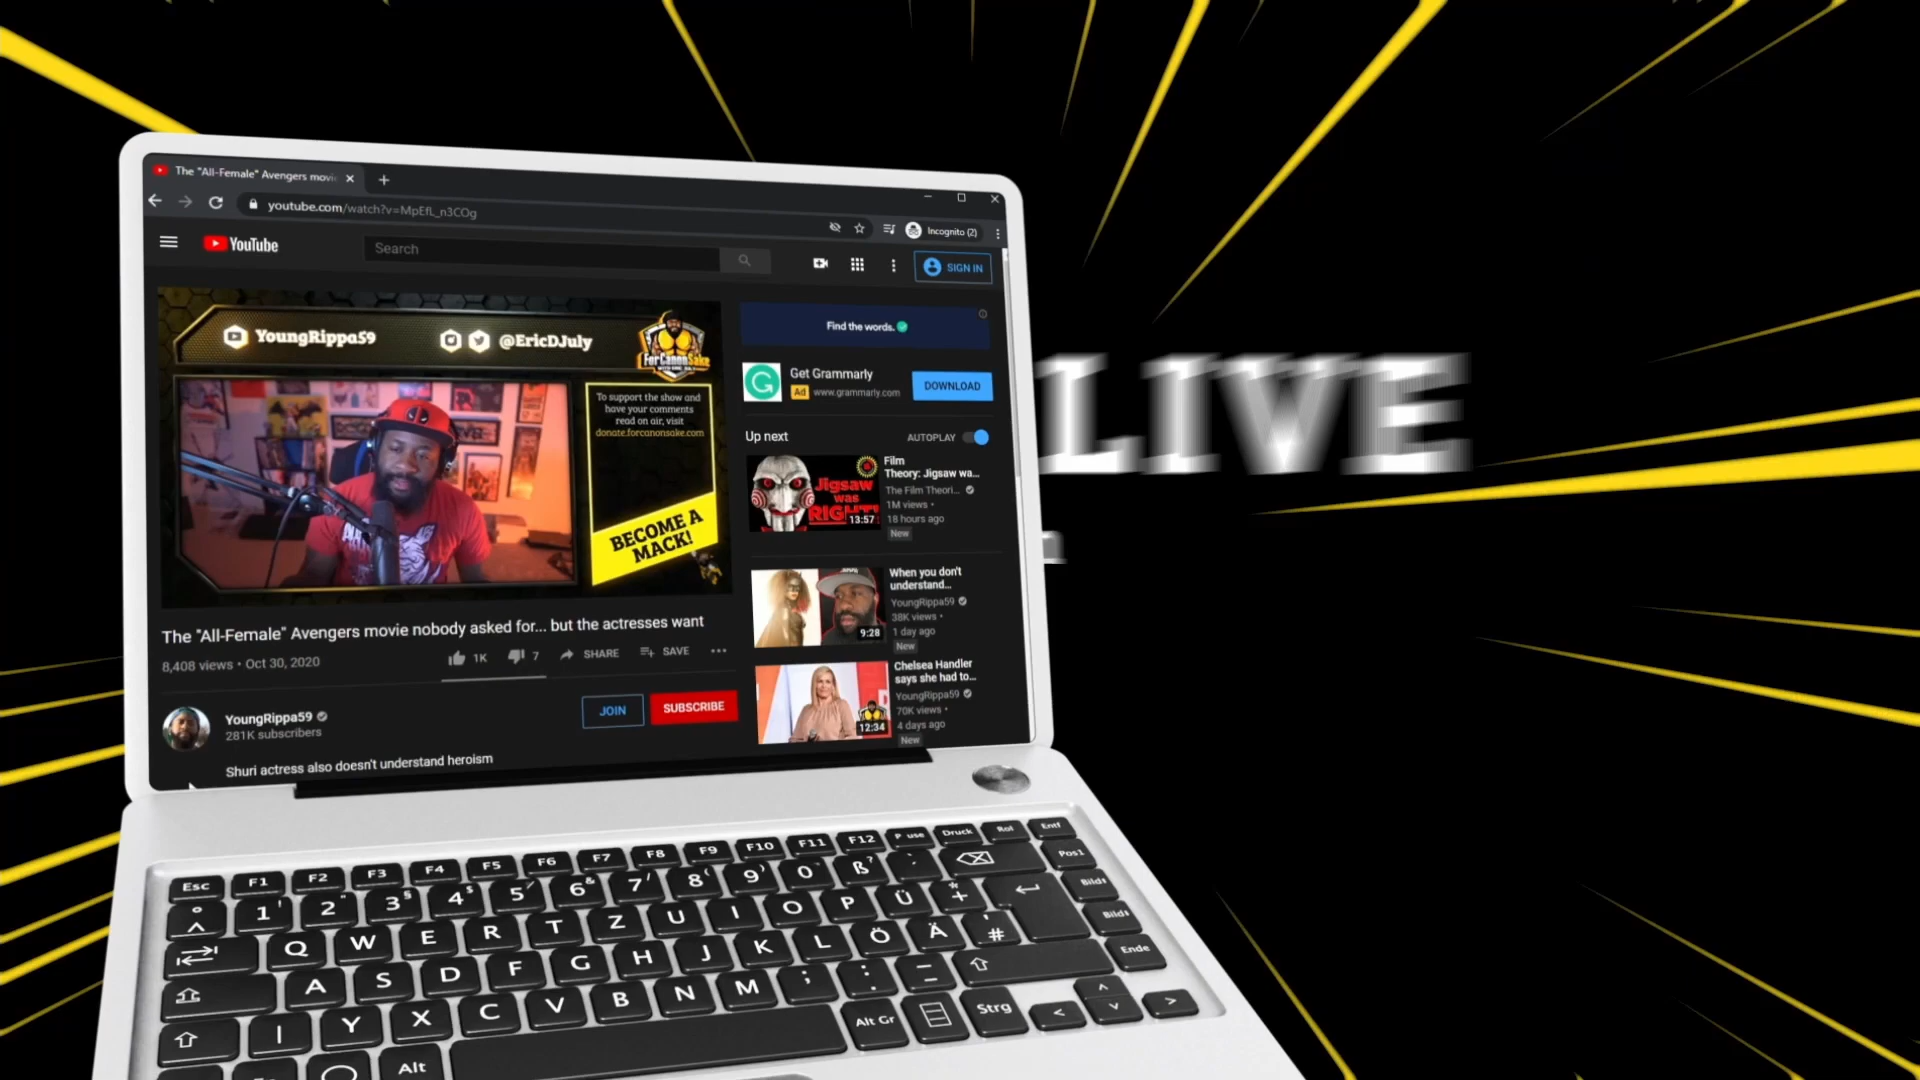 The "All-Female" Avengers movi
youtube.com/watch?v=MpEfL_n3COg
Incognito (2)
YouTube
Search
SIGN IN
YoungRippa59
@EricDJuly
ForCanonSake
To support the show and
have your comments
read on air, visit
donate.forcanonsake.com
BECOME A
MACK!
Find the words.
Get Grammarly
Ad www.grammarly.com
DOWNLOAD
Up next
AUTOPLAY
Jigsaw
was
RIGHT!
13:57
Film
Theory: Jigsaw wa...
The Film Theori...
1M views •
18 hours ago
New
9:28
When you don't
understand...
YoungRippa59
38K views •
1 day ago
New
12:34
Chelsea Handler
says she had to...
YoungRippa59
70K views •
4 days ago
New
The "All-Female" Avengers movie nobody asked for... but the actresses want
8,408 views • Oct 30, 2020
1K 7 SHARE SAVE
YoungRippa59
281K subscribers
JOIN SUBSCRIBE
Shuri actress also doesn't understand heroism
LIVE
n
Esc F1 F2 F3 F4 F5 F6 F7 F8 F9 F10 F11 F12 P use Druck Rol Entf
1 2 3 4 5 6 7 8 9 0 ß ? Pos1
Q W E R T Z U I O P Ü + * Bild
A S D F G H J K L Ö Ä # ' Bild
Y X C V B N M ; : _ Ende
Alt Alt Gr Strg < v >